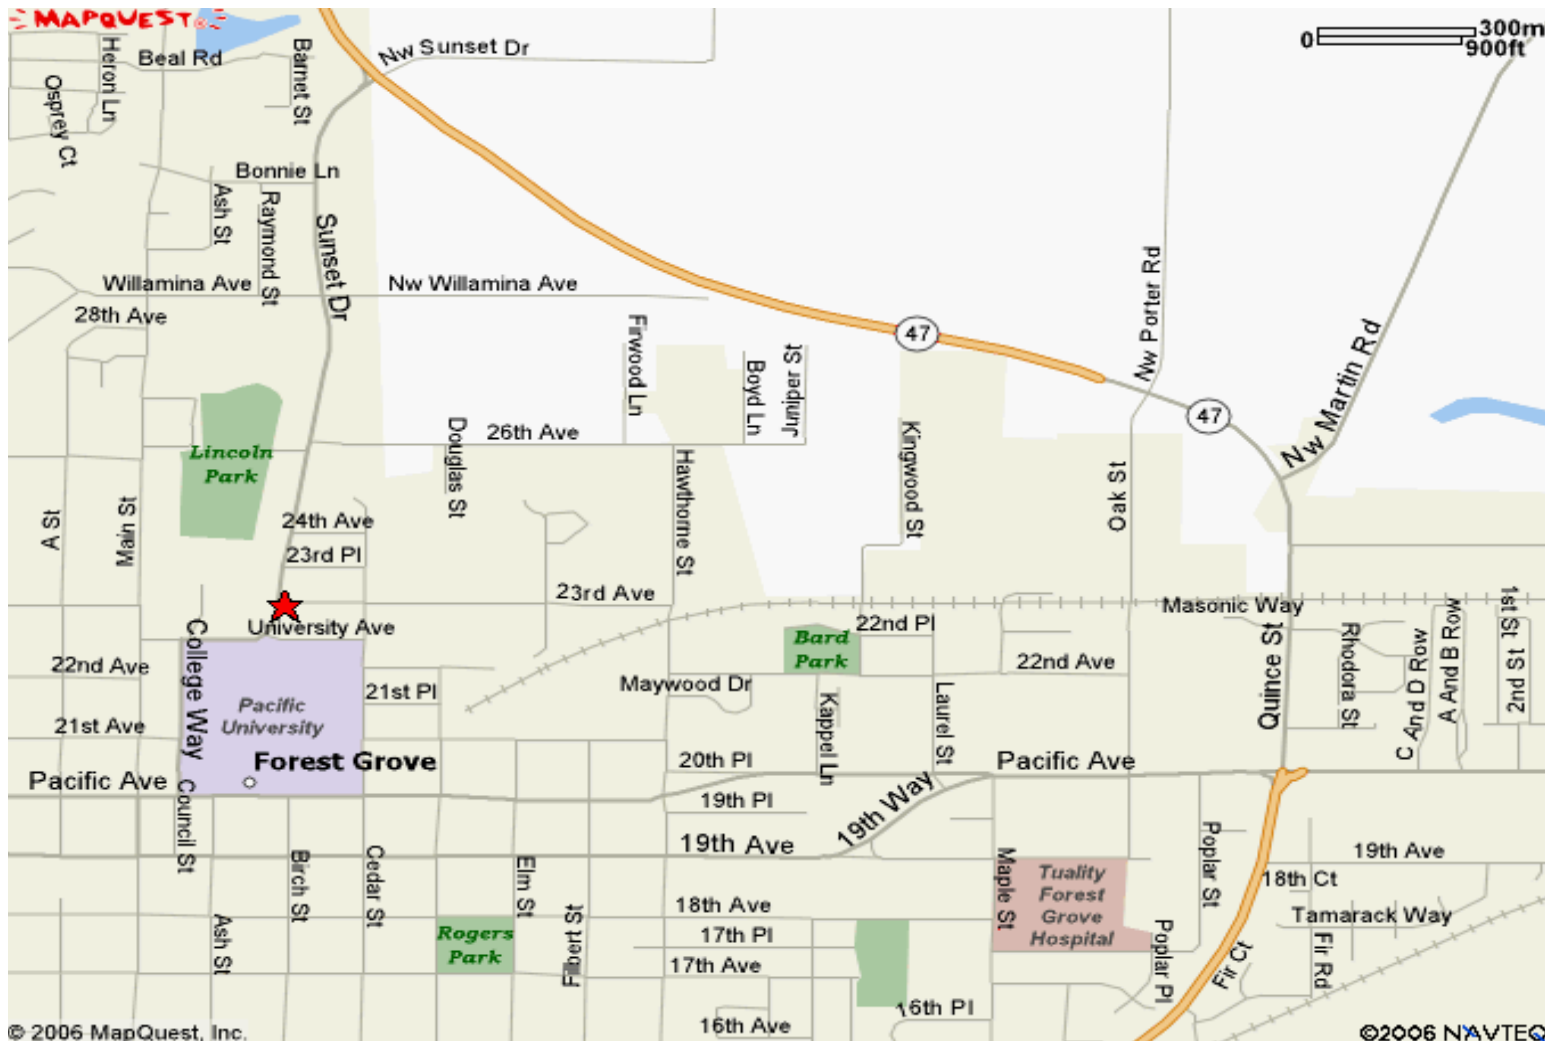 MAPQUEST®
300m
0
900ft
Nw Sunset Dr
Beal Rd
Heron Ln
Barnet St
Osprey Ct
Bonnie Ln
Ash St
Raymond St
Sunset Dr
Willamina Ave
Nw Willamina Ave
28th Ave
Nw Porter Rd
47
Nw Martin Rd
47
Firwood Ln
Boyd Ln
Juniper St
26th Ave
Douglas St
Hawthorne St
Kingwood St
Oak St
Lincoln
Park
A St
Main St
24th Ave
23rd Pl
23rd Ave
University Ave
Masonic Way
1st St
22nd Pl
Bard
Park
22nd Ave
22nd Ave
College Way
Maywood Dr
21st Pl
Pacific
University
21st Ave
Kappel Ln
Laurel St
Quince St
Rhodora St
C And D Row
A And B Row
1st St
2nd St
Forest Grove
20th Pl
Pacific Ave
Pacific Ave
Council St
19th Pl
19th Way
19th Ave
Birch St
Cedar St
Elm St
Maple St
Tuality
Forest
Grove
Hospital
Poplar St
19th Ave
18th Ct
18th Ave
Tamarack Way
Ash St
Rogers
Park
Filbert St
17th Pl
17th Ave
Poplar Pl
Fir Ct
Fir Rd
16th Pl
16th Ave
© 2006 MapQuest, Inc.
©2006 NAVTEQ